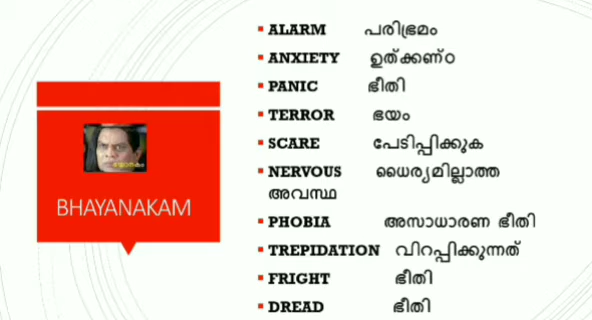 BHAYANAKAM
ALARM പരിഭ്രമം
ANXIETY ഉത്ക്കണ്ഠ
PANIC ഭീതി
TERROR ഭയം
SCARE പേടിപ്പിക്കുക
NERVOUS ധൈര്യമില്ലാത്ത
അവസ്ഥ
PHOBIA അസാധാരണ ഭീതി
TREPIDATION വിറപ്പിക്കുന്നത്
FRIGHT ഭീതി
DREAD ഭീതി